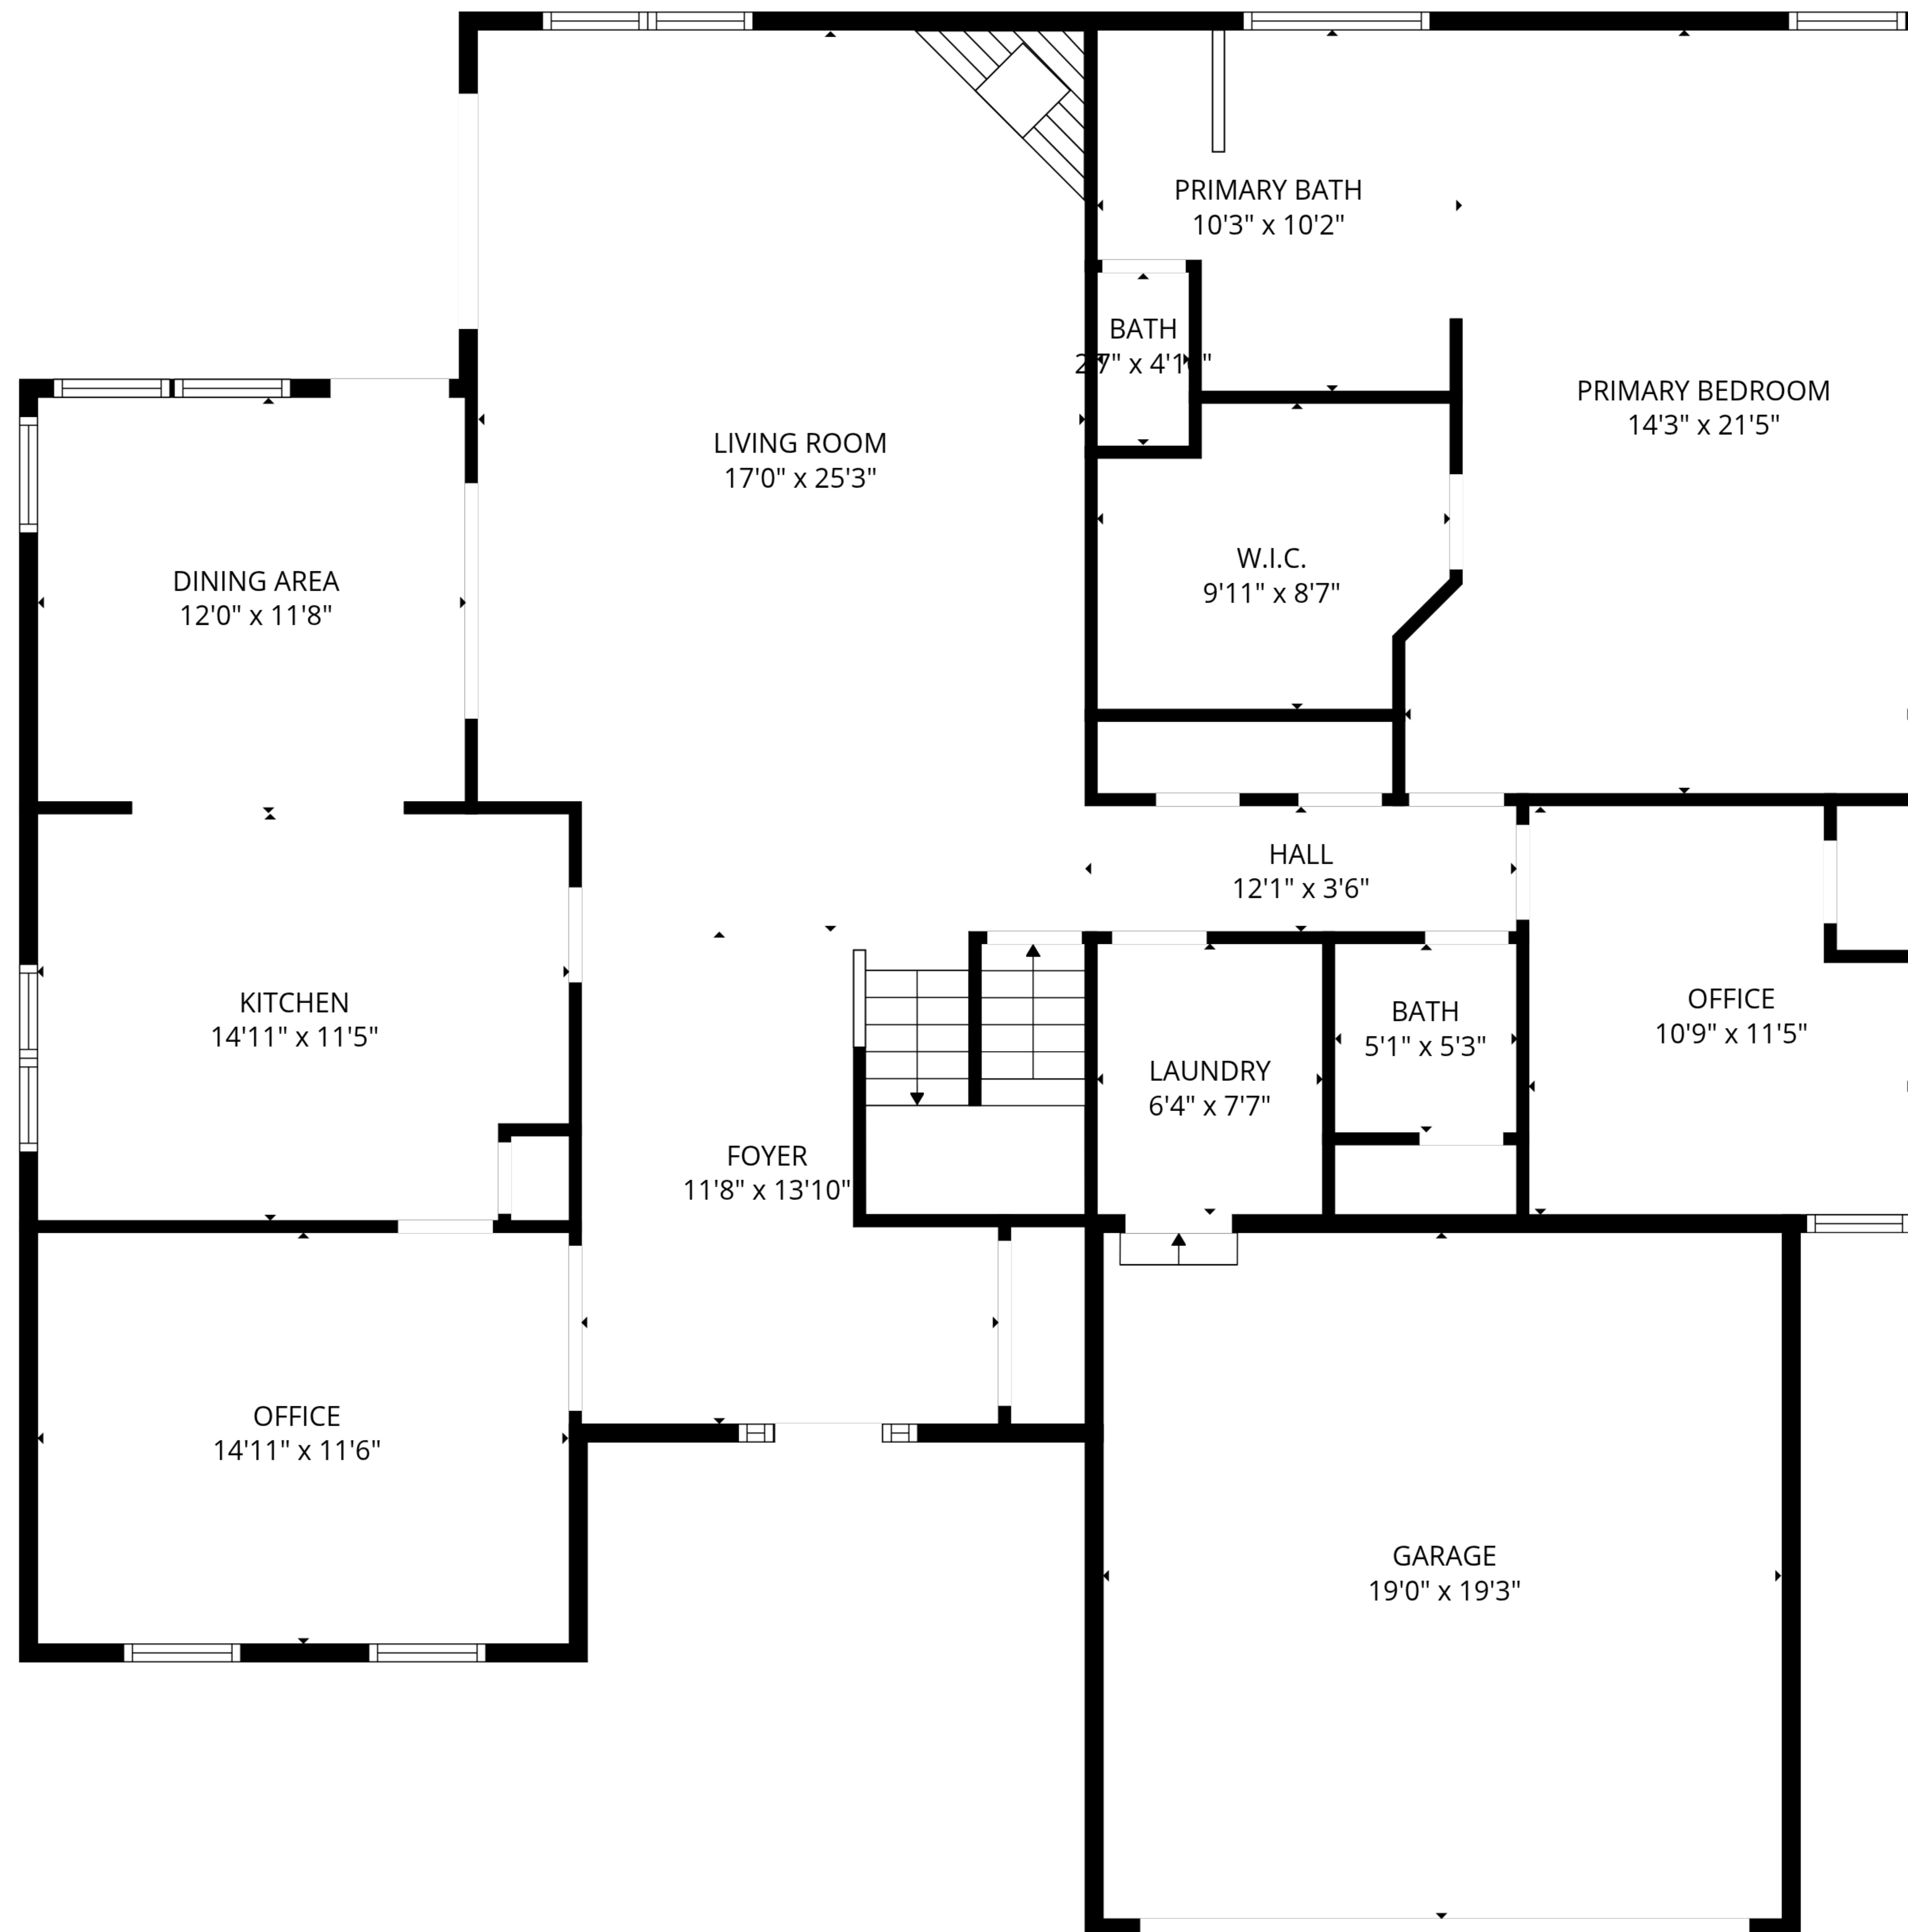 PRIMARY BATH
10'3" x 10'2"
BATH
PRIMARY BEDROOM
14'3" x 21'5"
LIVING ROOM
17'0" x 25'3"
W.I.C.
9'11" x 8'7"
DINING AREA
12'0" x 11'8"
HALL
12'1" x 3'6"
KITCHEN
14'11" x 11'5"
OFFICE
10'9" x 11'5"
BATH
5'1" x 5'3"
LAUNDRY
6'4" x 7'7"
FOYER
11'8" x 13'10"
OFFICE
14'11" x 11'6"
GARAGE
19'0" x 19'3"